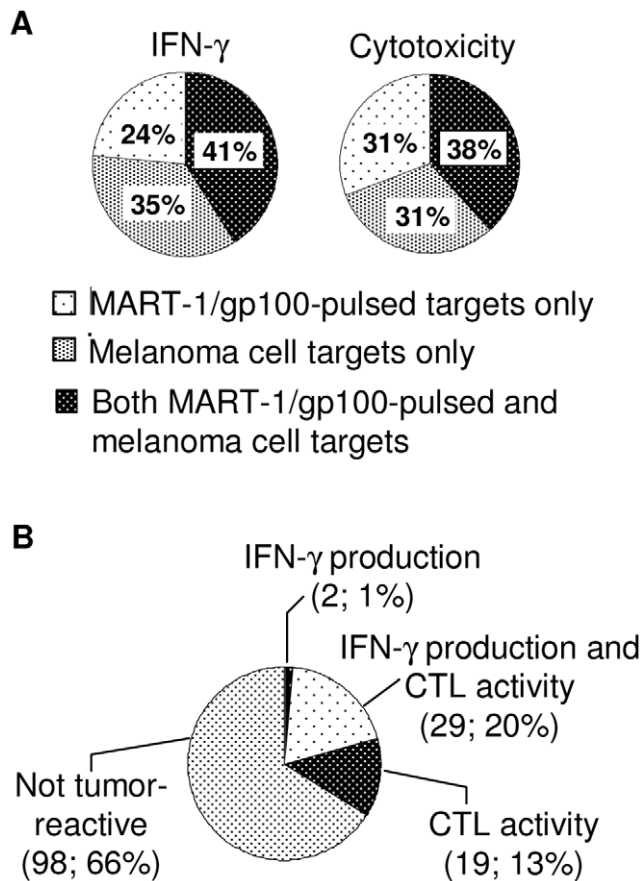 A
IFN-γ
Cytotoxicity
24%
41%
35%
31%
38%
31%
MART-1/gp100-pulsed targets only
Melanoma cell targets only
Both MART-1/gp100-pulsed and
melanoma cell targets
B
IFN-γ production
(2; 1%)
IFN-γ production and
CTL activity
(29; 20%)
Not tumor-
reactive
(98; 66%)
CTL activity
(19; 13%)